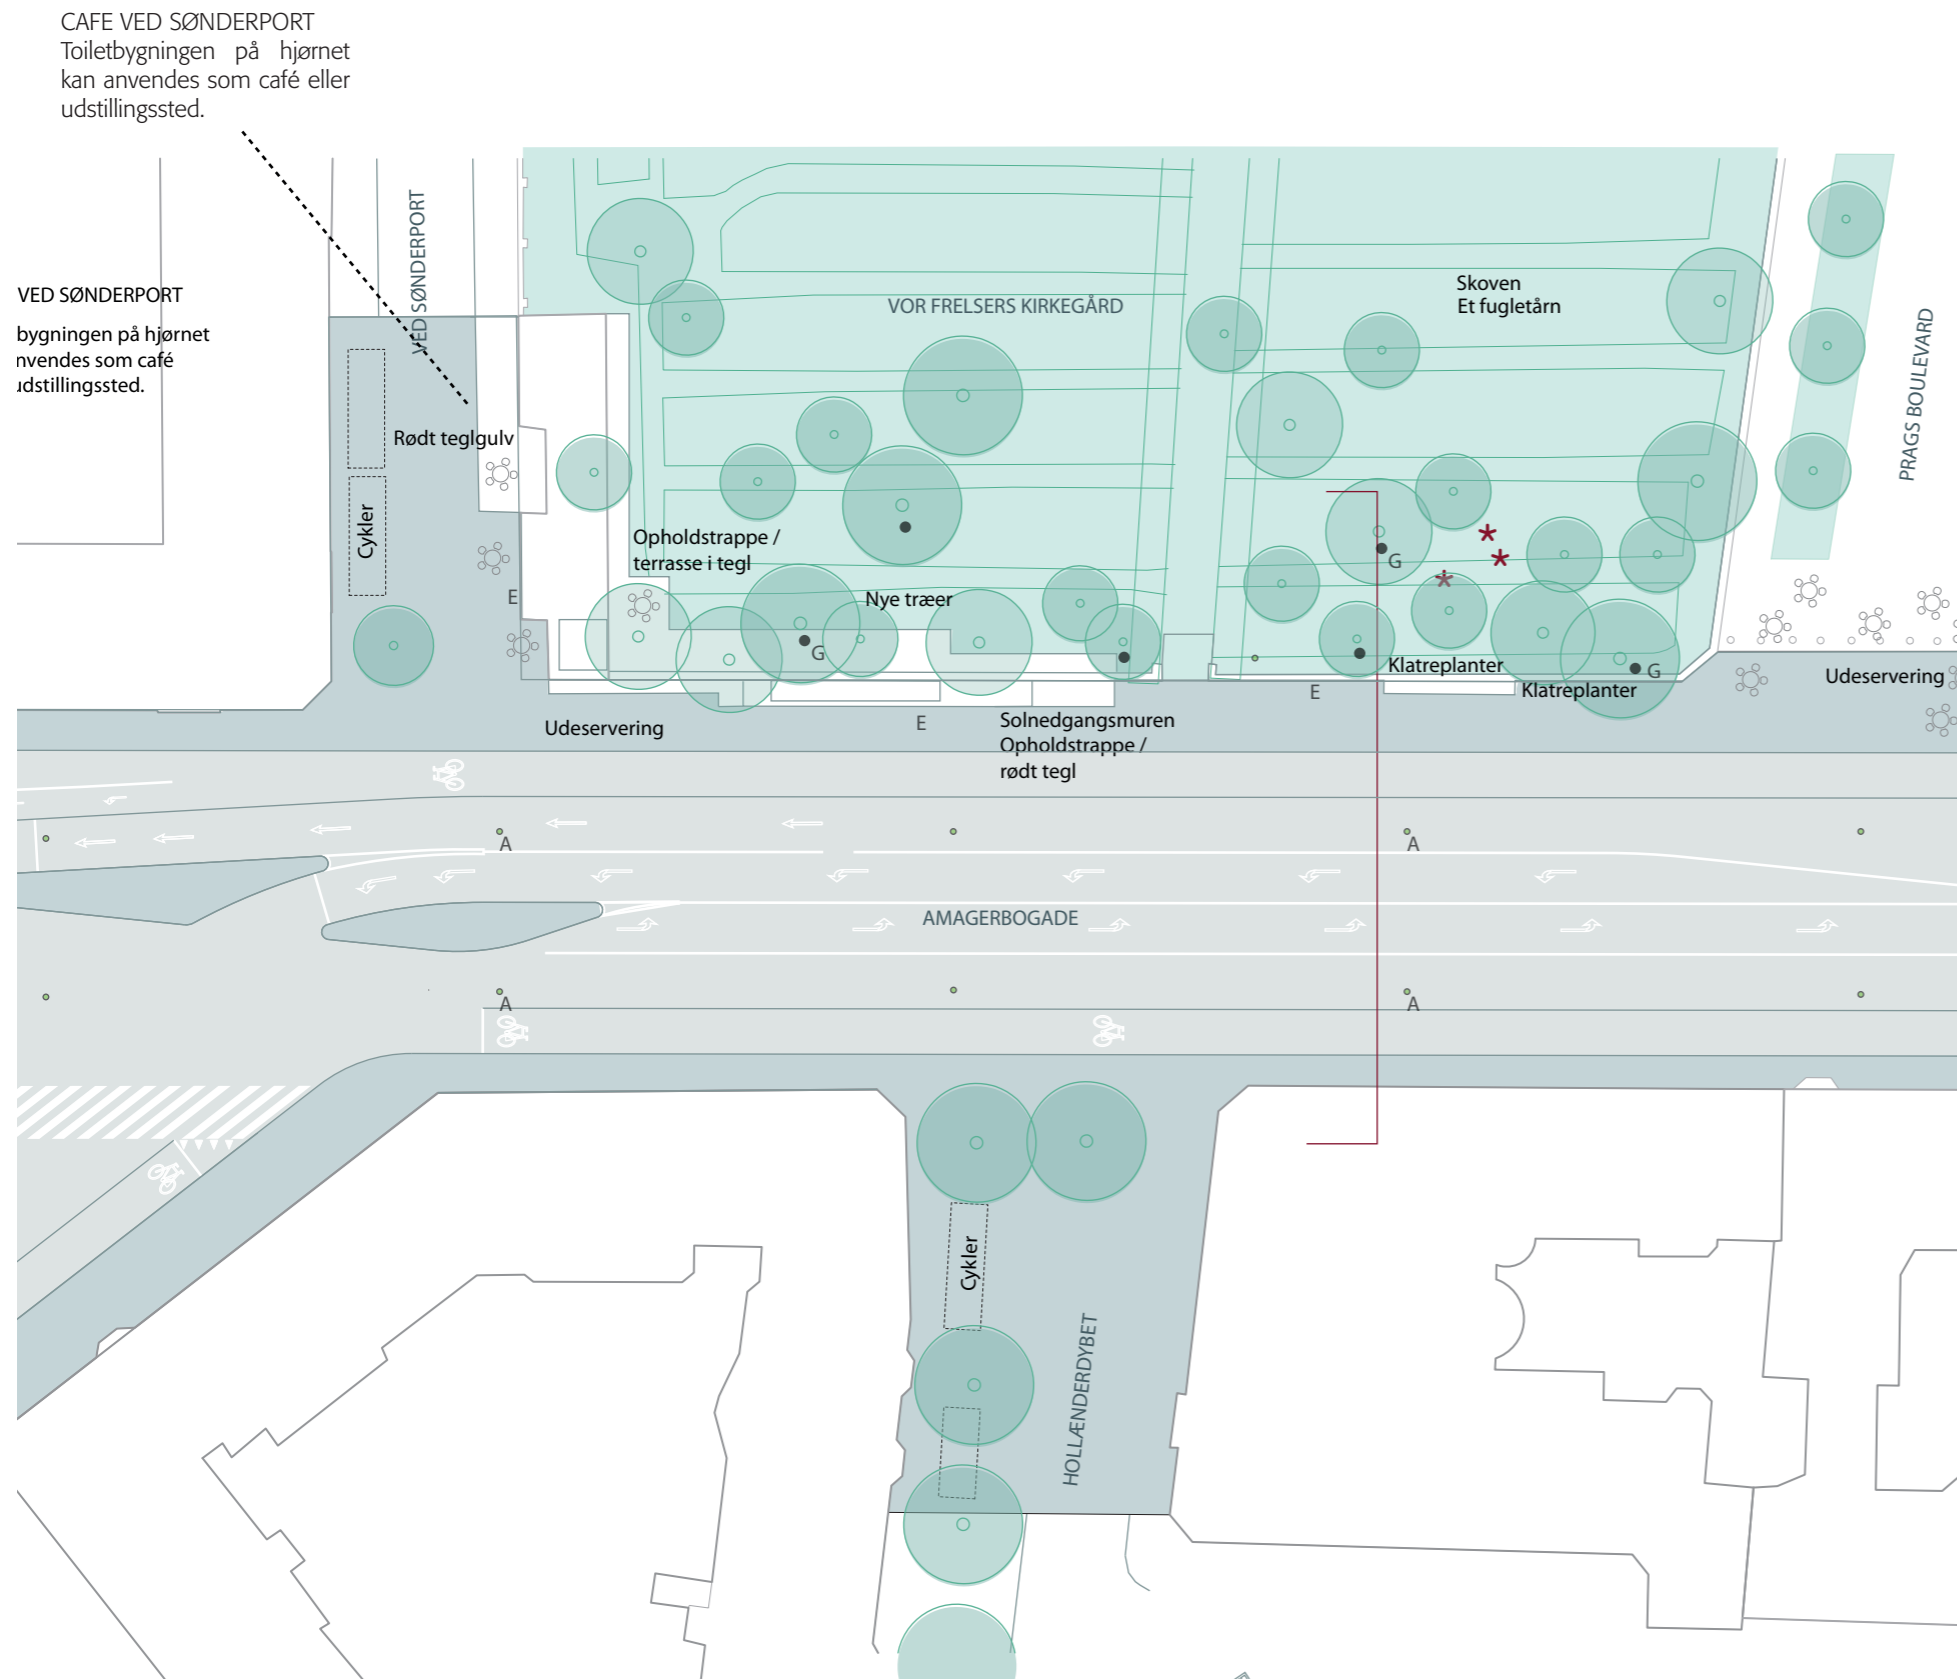 CAFE VED SØNDERPORT
Toiletbygningen på hjørnet
kan anvendes som café eller
udstillingssted.
VED SØNDERPORT
bygningen på hjørnet
nvendes som café
udstillingssted.
VED SØNDERPORT
VOR FRELSERS KIRKEGÅRD
Skoven
Et fugletårn
PRAGS BOULEVARD
Rødt teglgulv
Cykler
Opholdstrappe /
terrasse i tegl
E
Nye træer
G
G
G
Klatreplanter
Klatreplanter
Udeservering
E
E
Udeservering
Solnedgangsmuren
Opholdstrappe /
rødt tegl
A
A
AMAGERBOGADE
A
A
Cykler
HOLLÆNDERDYBET